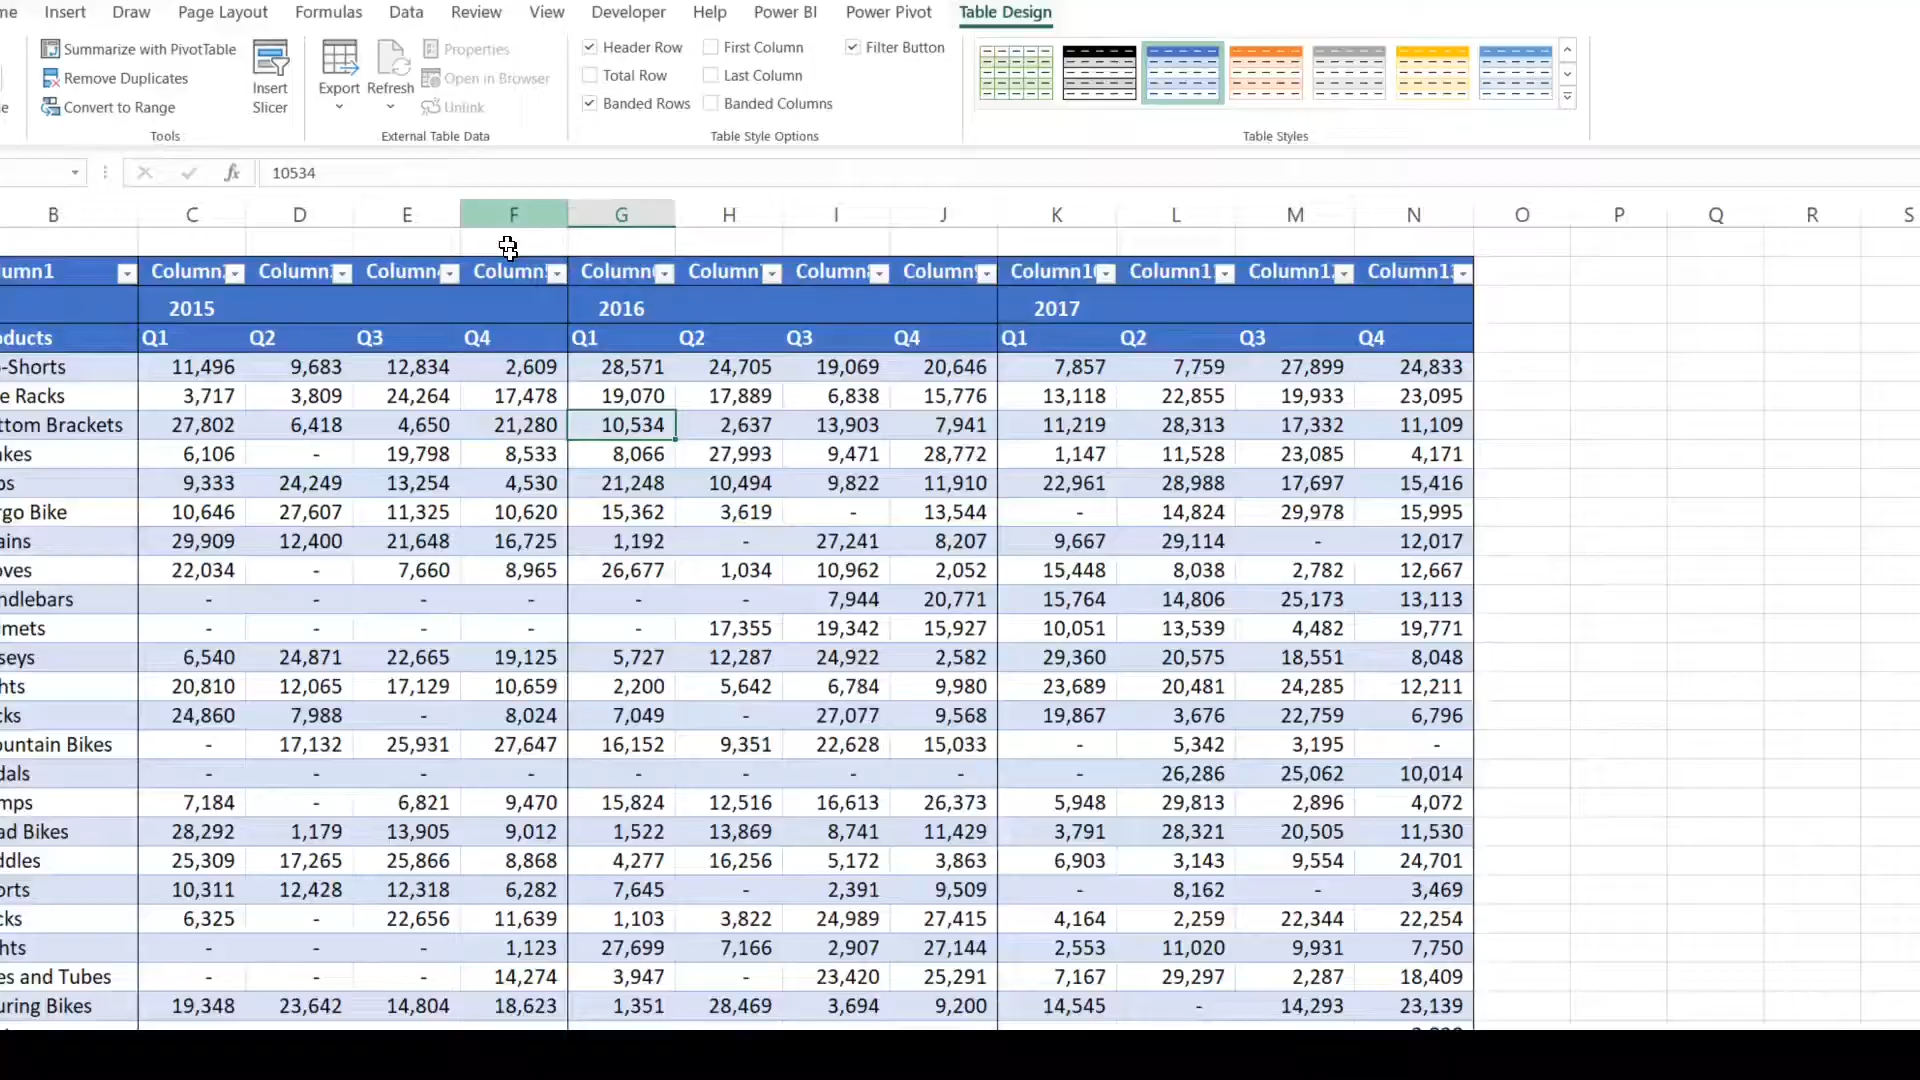 me Insert Draw Page Layout Formulas Data Review View Developer Help Power BI Power Pivot Table Design
Summarize with PivotTable
Remove Duplicates
Convert to Range
Insert
Slicer
Tools
Export
Refresh
Properties
Open in Browser
Unlink
External Table Data
Header Row
Total Row
Banded Rows
First Column
Last Column
Banded Columns
Filter Button
Table Style Options
Table Styles
fx 10534
B C D E F G H I J K L M N O P Q R S
umn1 Column Column Column Column Column Column Column Column Column1 Column1 Column1 Column1
2015 2016 2017
oducts Q1 Q2 Q3 Q4 Q1 Q2 Q3 Q4 Q1 Q2 Q3 Q4
-Shorts 11,496 9,683 12,834 2,609 28,571 24,705 19,069 20,646 7,857 7,759 27,899 24,833
e Racks 3,717 3,809 24,264 17,478 19,070 17,889 6,838 15,776 13,118 22,855 19,933 23,095
ttom Brackets 27,802 6,418 4,650 21,280 10,534 2,637 13,903 7,941 11,219 28,313 17,332 11,109
akes 6,106 - 19,798 8,533 8,066 27,993 9,471 28,772 1,147 11,528 23,085 4,171
ps 9,333 24,249 13,254 4,530 21,248 10,494 9,822 11,910 22,961 28,988 17,697 15,416
rgo Bike 10,646 27,607 11,325 10,620 15,362 3,619 - 13,544 - 14,824 29,978 15,995
ains 29,909 12,400 21,648 16,725 1,192 - 27,241 8,207 9,667 29,114 - 12,017
oves 22,034 - 7,660 8,965 26,677 1,034 10,962 2,052 15,448 8,038 2,782 12,667
ndlebars - - - - - - 7,944 20,771 15,764 14,806 25,173 13,113
lmets - - - - - 17,355 19,342 15,927 10,051 13,539 4,482 19,771
seys 6,540 24,871 22,665 19,125 5,727 12,287 24,922 2,582 29,360 20,575 18,551 8,048
hts 20,810 12,065 17,129 10,659 2,200 5,642 6,784 9,980 23,689 20,481 24,285 12,211
cks 24,860 7,988 - 8,024 7,049 - 27,077 9,568 19,867 3,676 22,759 6,796
ountain Bikes - 17,132 25,931 27,647 16,152 9,351 22,628 15,033 - 5,342 3,195 -
dals - - - - - - - - - 26,286 25,062 10,014
mps 7,184 - 6,821 9,470 15,824 12,516 16,613 26,373 5,948 29,813 2,896 4,072
ad Bikes 28,292 1,179 13,905 9,012 1,522 13,869 8,741 11,429 3,791 28,321 20,505 11,530
ddles 25,309 17,265 25,866 8,868 4,277 16,256 5,172 3,863 6,903 3,143 9,554 24,701
orts 10,311 12,428 12,318 6,282 7,645 - 2,391 9,509 - 8,162 - 3,469
cks 6,325 - 22,656 11,639 1,103 3,822 24,989 27,415 4,164 2,259 22,344 22,254
hts - - - 1,123 27,699 7,166 2,907 27,144 2,553 11,020 9,931 7,750
es and Tubes - - - 14,274 3,947 - 23,420 25,291 7,167 29,297 2,287 18,409
uring Bikes 19,348 23,642 14,804 18,623 1,351 28,469 3,694 9,200 14,545 - 14,293 23,139